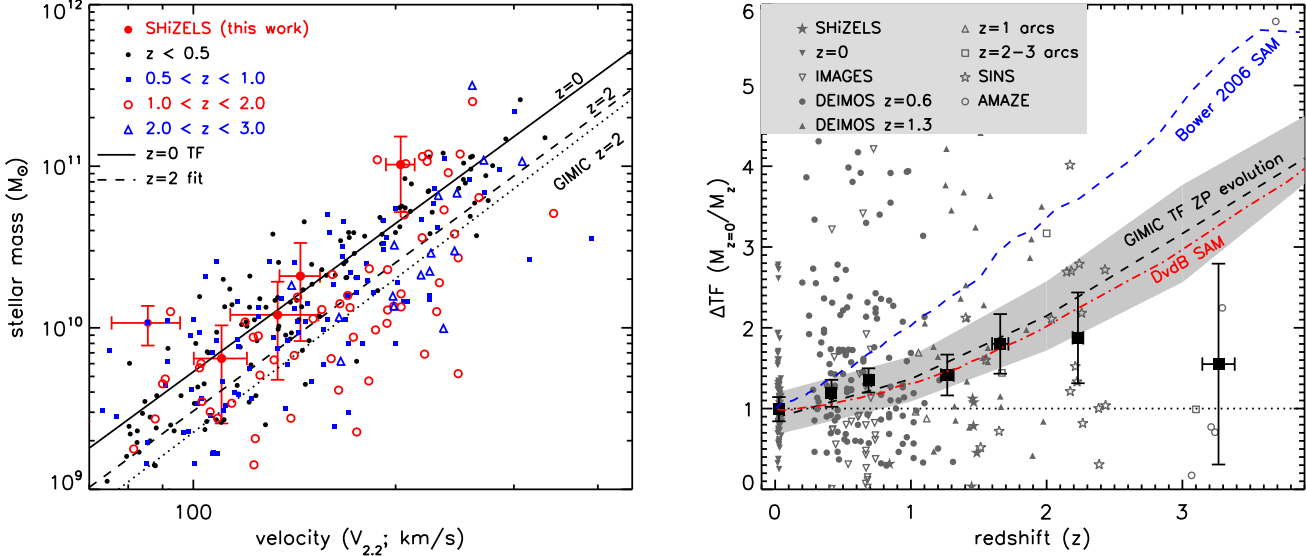 10¹²
10¹¹
10¹⁰
10⁹
stellar mass (M⊙)
SHiZELS (this work)
z < 0.5
0.5 < z < 1.0
1.0 < z < 2.0
2.0 < z < 3.0
z=0 TF
z=2 fit
z=0
z=2
GIMIC z=2
100
velocity (V₂.₂; km/s)
6
5
4
3
2
1
0
ΔTF (M_z=0/M_z)
SHiZELS
z=0
IMAGES
DEIMOS z=0.6
DEIMOS z=1.3
z=1 arcs
z=2-3 arcs
SINS
AMAZE
Bower 2006 SAM
GIMIC TF ZP evolution
DvdB SAM
0 1 2 3
redshift (z)